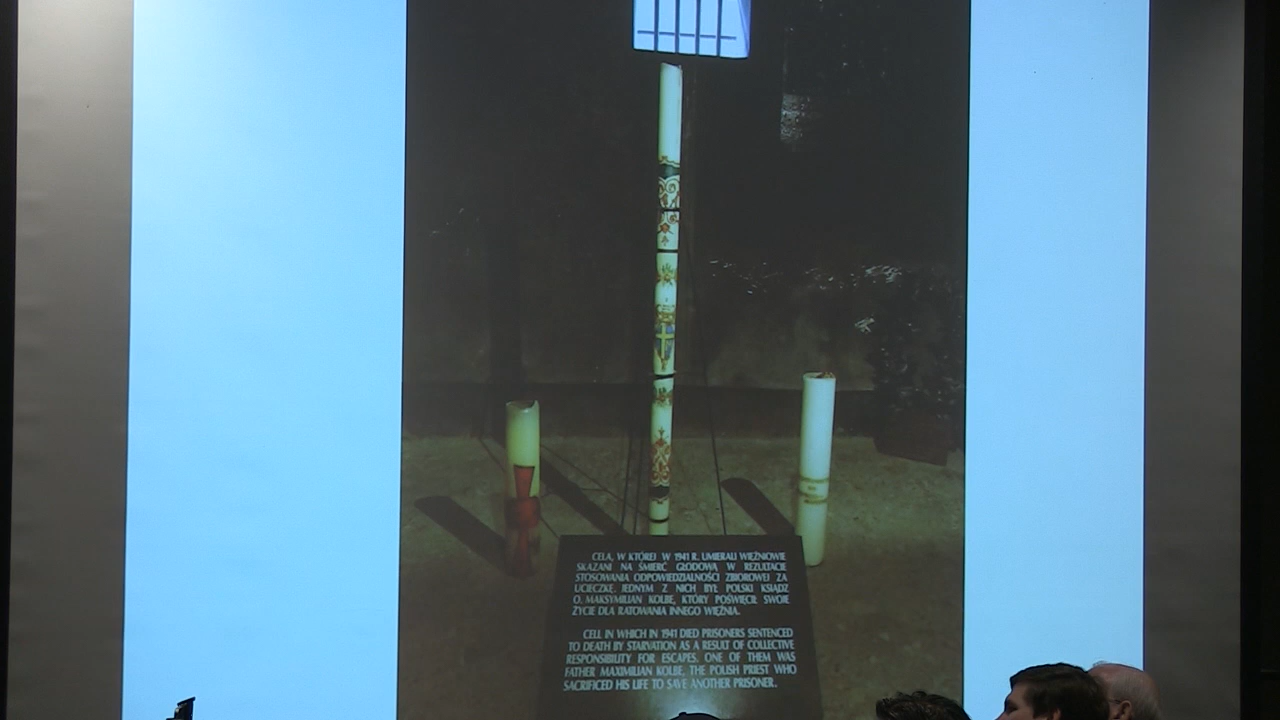 CELA, W KTÓREJ W 1941 R. UMIERALI WIĘŹNIOWIE
SKAZANI NA ŚMIERĆ GŁODOWĄ W REZULTACIE
STOSOWANIA ODPOWIEDZIALNOŚCI ZBIOROWEJ ZA
UCIECZKĘ. JEDNYM Z NICH BYŁ POLSKI KSIĄDZ
O. MAKSYMILIAN KOLBE, KTÓRY POŚWIĘCIŁ SWOJE
ŻYCIE DLA RATOWANIA INNEGO WIĘŹNIA.
CELL IN WHICH IN 1941 DIED PRISONERS SENTENCED
TO DEATH BY STARVATION AS A RESULT OF COLLECTIVE
RESPONSIBILITY FOR ESCAPES. ONE OF THEM WAS
FATHER MAXIMILIAN KOLBE, THE POLISH PRIEST WHO
SACRIFICED HIS LIFE TO SAVE ANOTHER PRISONER.